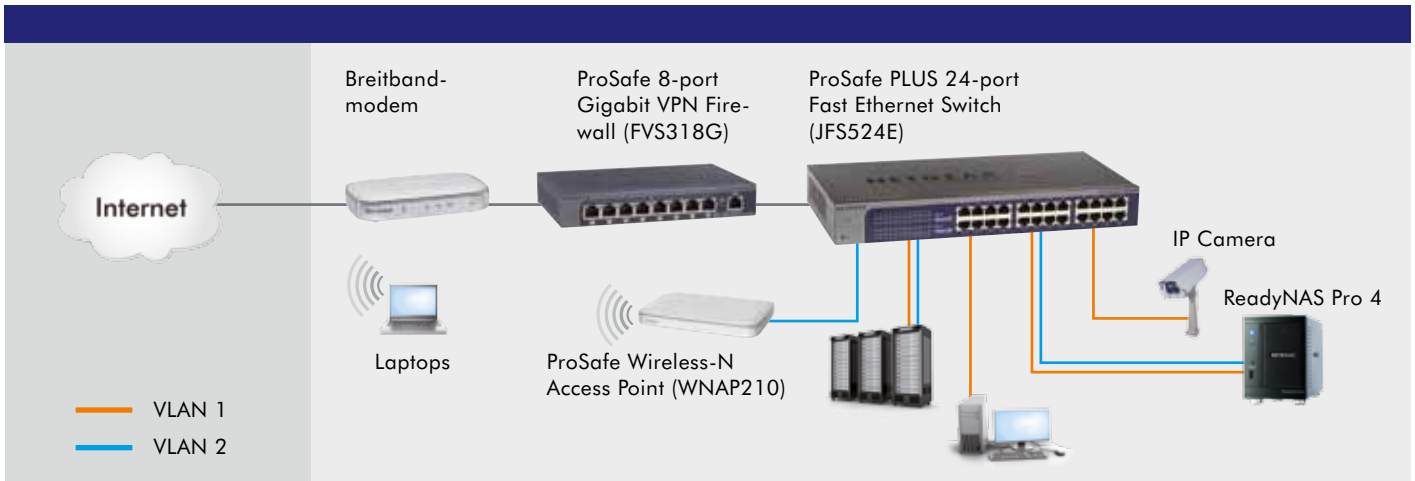 Breitband-
modem
ProSafe 8-port
Gigabit VPN Fire-
wall (FVS318G)
ProSafe PLUS 24-port
Fast Ethernet Switch
(JFS524E)
Internet
NETGEAR
IP Camera
ReadyNAS Pro 4
Laptops
ProSafe Wireless-N
Access Point (WNAP210)
VLAN 1
VLAN 2